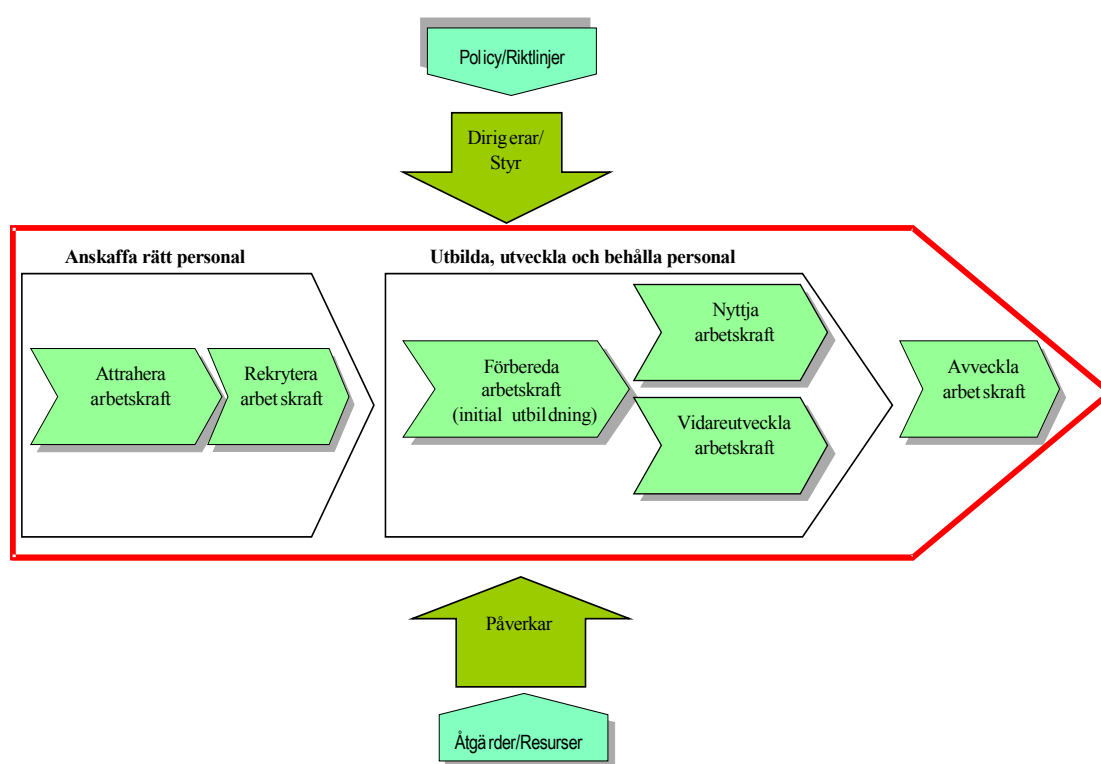 Policy/Riktlinjer
Dirigerar/
Styr
Anskaffa rätt personal
Utbilda, utveckla och behålla personal
Attrahera
arbetskraft
Rekrytera
arbetskraft
Förbereda
arbetskraft
(initial utbildning)
Nyttja
arbetskraft
Vidareutveckla
arbetskraft
Avveckla
arbetskraft
Påverkar
Åtgärder/Resurser